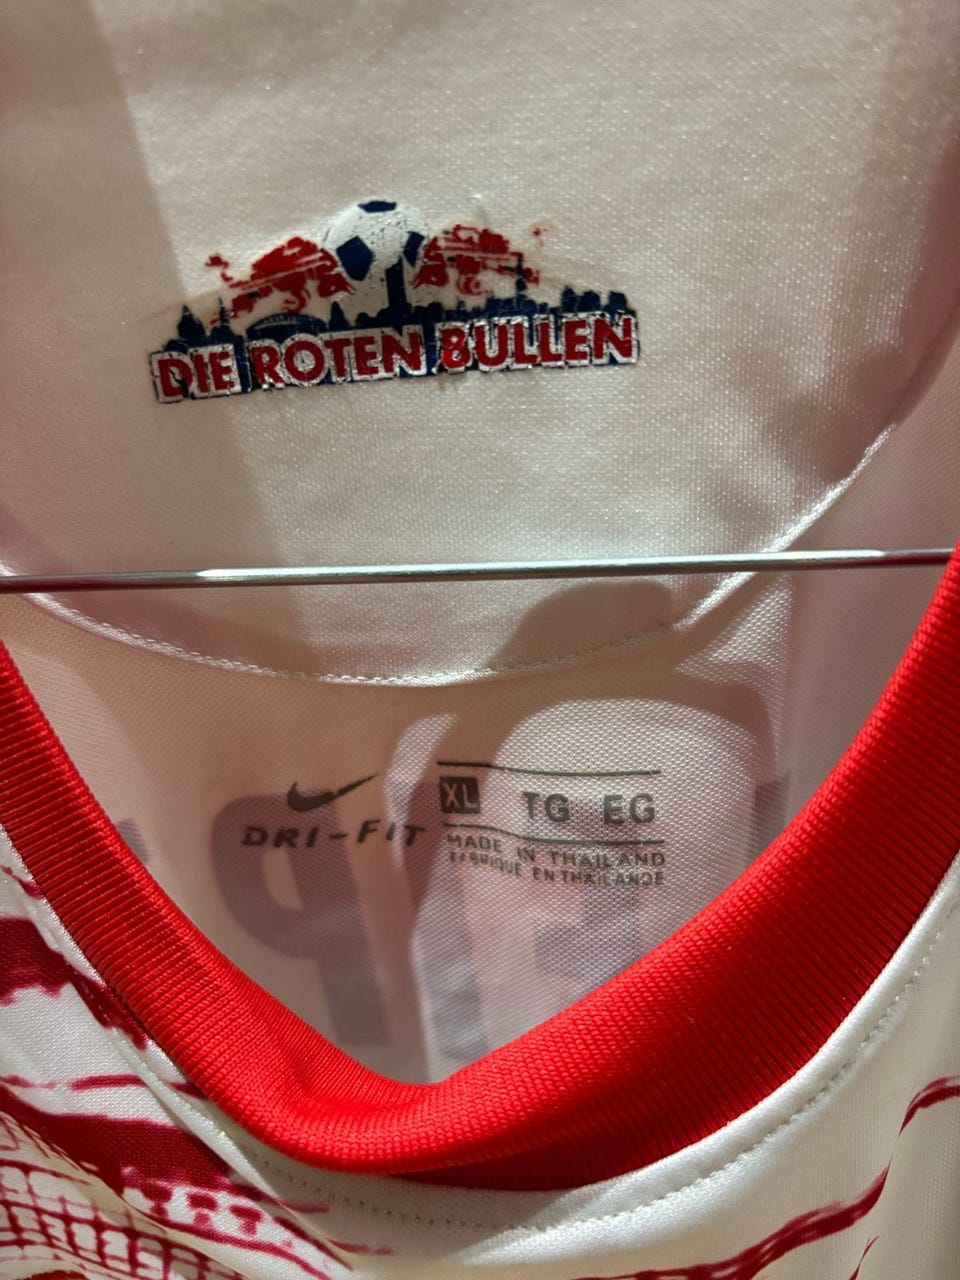 DIE ROTEN BULLEN
DRI-FIT
XL TG EG
MADE IN THAILAND
FABRIQUÉ EN THAÏLANDE